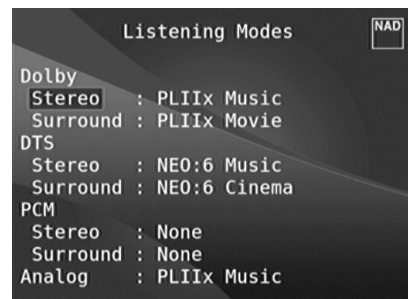 Listening Modes
NAD
Dolby
Stereo : PLIIx Music
Surround : PLIIx Movie
DTS
Stereo : NEO:6 Music
Surround : NEO:6 Cinema
PCM
Stereo : None
Surround : None
Analog : PLIIx Music